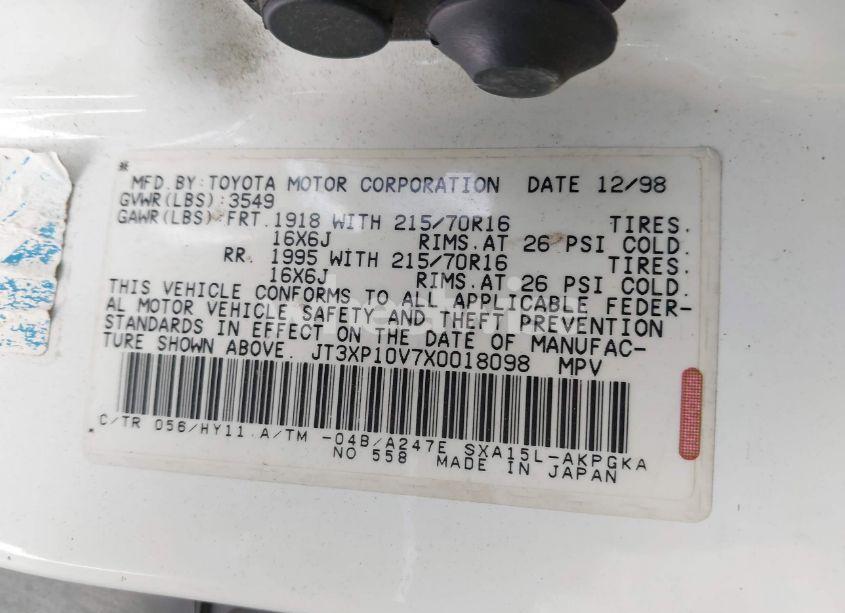 *
MFD. BY: TOYOTA MOTOR CORPORATION DATE 12/98
GVWR(LBS):3549
GAWR(LBS) FRT. 1918 WITH 215/70R16 TIRES.
16X6J RIMS. AT 26 PSI COLD.
RR. 1995 WITH 215/70R16 TIRES.
16X6J RIMS. AT 26 PSI COLD.
THIS VEHICLE CONFORMS TO ALL APPLICABLE FEDER-
AL MOTOR VEHICLE SAFETY AND THEFT PREVENTION
STANDARDS IN EFFECT ON THE DATE OF MANUFAC-
TURE SHOWN ABOVE. JT3XP10V7X0018098 MPV
C/TR 056/HY11 A/TM -04B/A247E SXA15L-AKPGKA
NO 558 MADE IN JAPAN